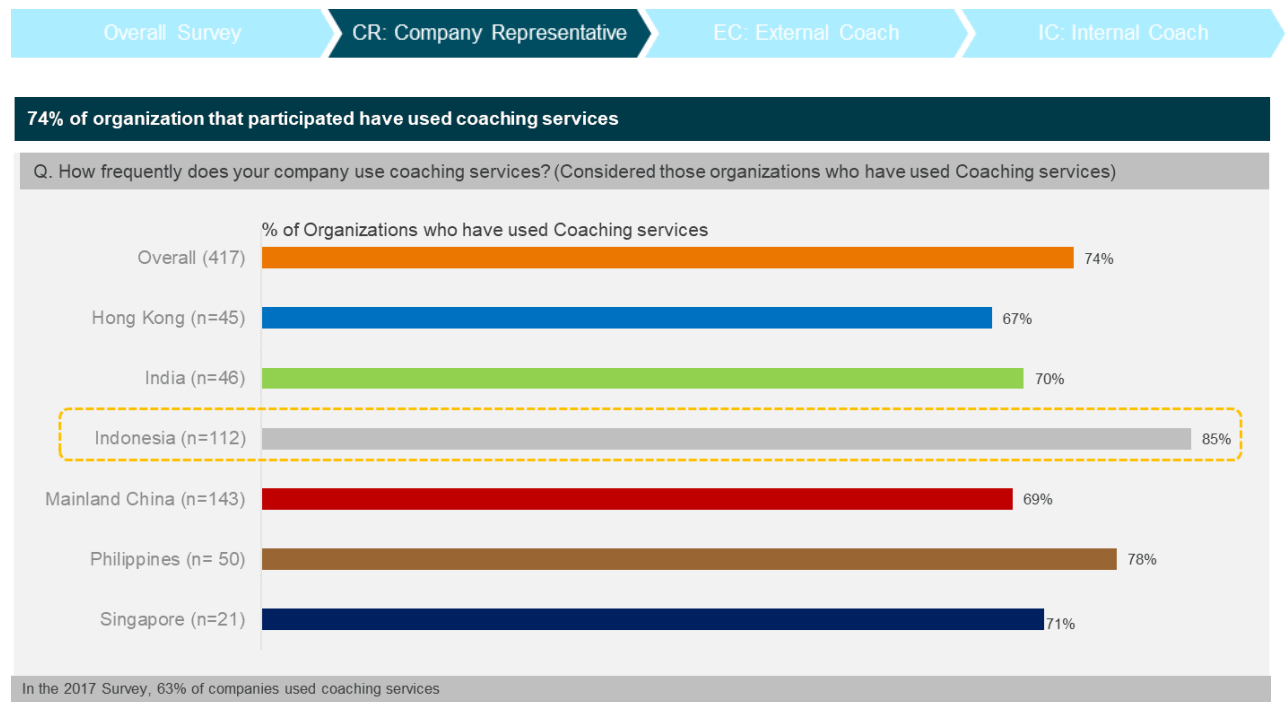 Overall Survey
CR: Company Representative
EC: External Coach
IC: Internal Coach
74% of organization that participated have used coaching services
Q. How frequently does your company use coaching services? (Considered those organizations who have used Coaching services)
% of Organizations who have used Coaching services
Overall (417) 74%
Hong Kong (n=45) 67%
India (n=46) 70%
Indonesia (n=112) 85%
Mainland China (n=143) 69%
Philippines (n= 50) 78%
Singapore (n=21) 71%
In the 2017 Survey, 63% of companies used coaching services